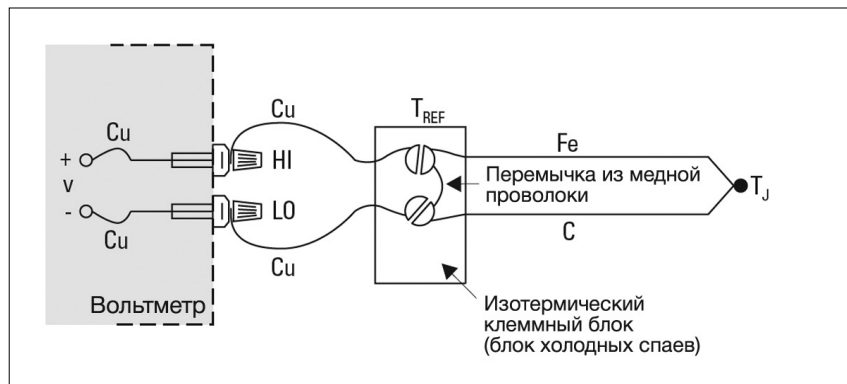 Cu
Cu
T_REF
Fe
+
HI
v
Перемычка из медной
проволоки
T_J
-
LO
C
Cu
Cu
Вольтметр
Изотермический
клеммный блок
(блок холодных спаев)